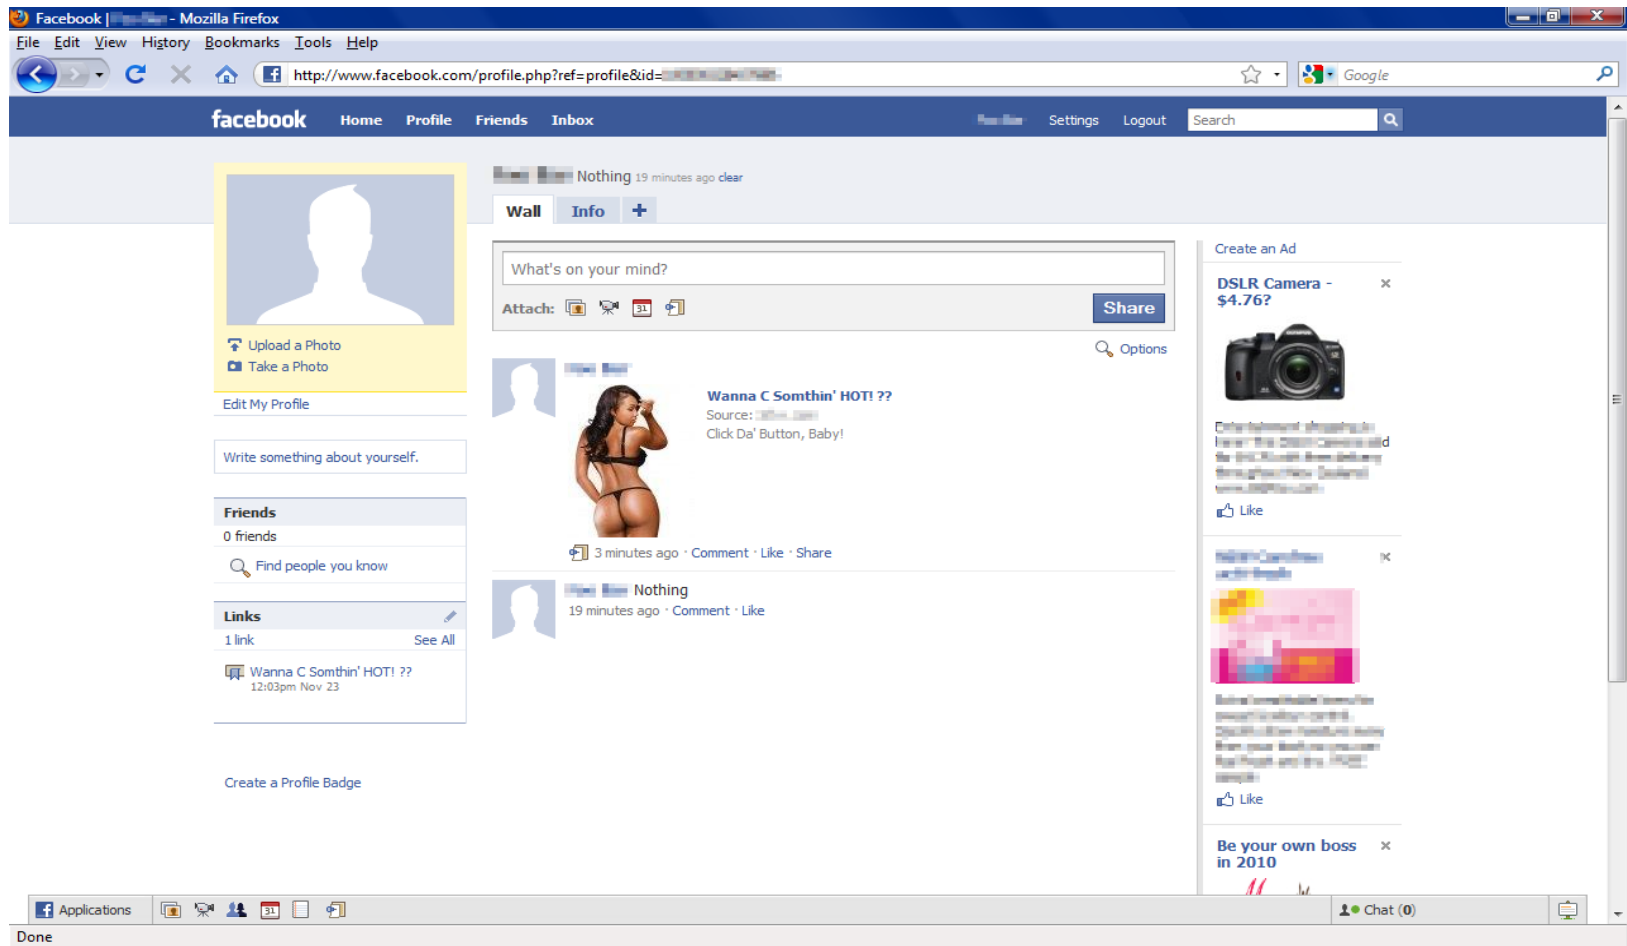 Facebook | - Mozilla Firefox
File Edit View History Bookmarks Tools Help
http://www.facebook.com/profile.php?ref=profile&id=
Google
facebook Home Profile Friends Inbox Settings Logout Search
Nothing 19 minutes ago clear
Wall Info +
What's on your mind?
Attach: 31 Share
Options
Upload a Photo
Take a Photo
Edit My Profile
Write something about yourself.
Friends
0 friends
Find people you know
Links
1 link See All
Wanna C Somthin' HOT! ??
12:03pm Nov 23
Create a Profile Badge
Wanna C Somthin' HOT! ??
Source:
Click Da' Button, Baby!
3 minutes ago · Comment · Like · Share
Nothing
19 minutes ago · Comment · Like
Create an Ad
DSLR Camera -
$4.76?
OLYMPUS
Like
Like
Be your own boss
in 2010
Applications 31 Chat (0)
Done